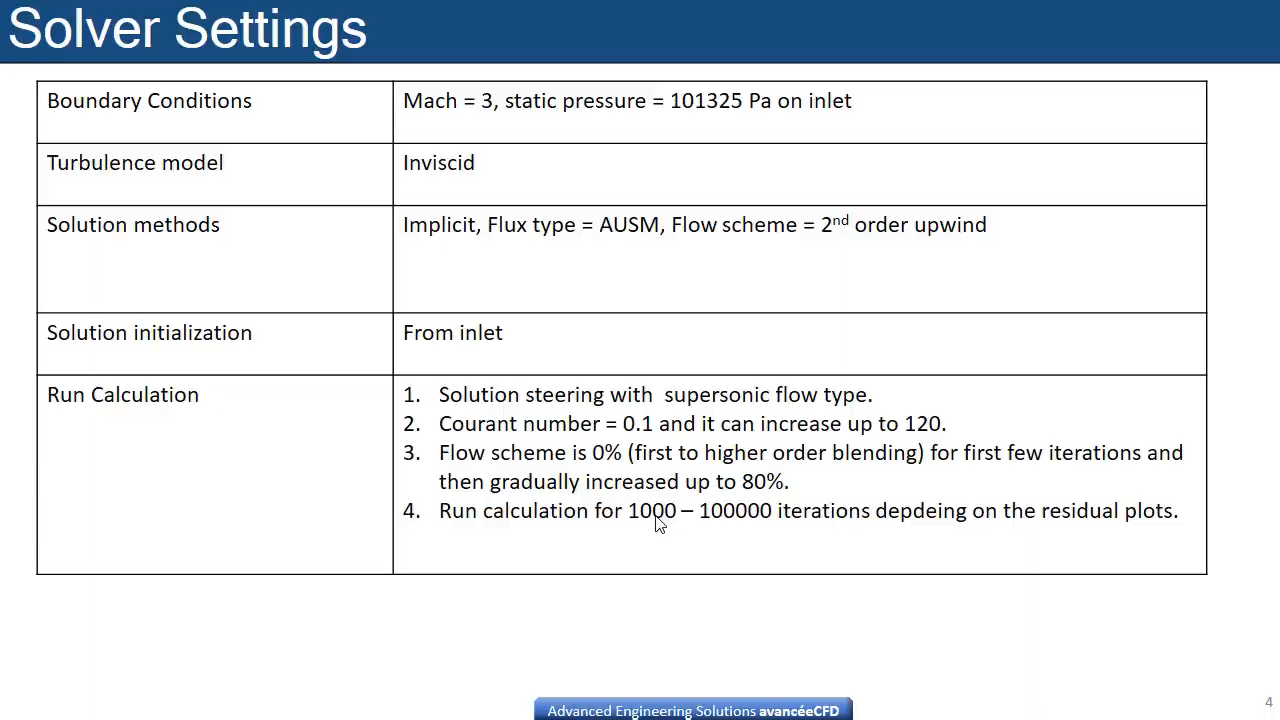 Solver Settings
Boundary Conditions
Mach = 3, static pressure = 101325 Pa on inlet
Turbulence model
Inviscid
Solution methods
Implicit, Flux type = AUSM, Flow scheme = 2nd order upwind
Solution initialization
From inlet
Run Calculation
1. Solution steering with  supersonic flow type.
2. Courant number = 0.1 and it can increase up to 120.
3. Flow scheme is 0% (first to higher order blending) for first few iterations and
then gradually increased up to 80%.
4. Run calculation for 1000 – 100000 iterations depdeing on the residual plots.
Advanced Engineering Solutions avancéeCFD
4